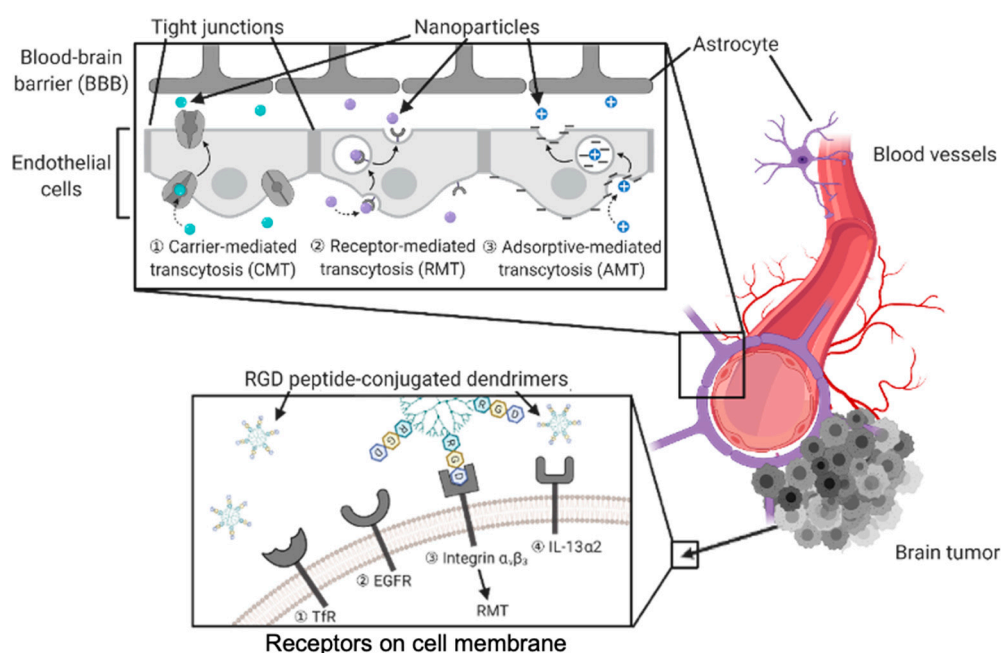 Tight junctions
Nanoparticles
Blood-brain
barrier (BBB)
Astrocyte
Endothelial
cells
Blood vessels
① Carrier-mediated
transcytosis (CMT)
② Receptor-mediated
transcytosis (RMT)
③ Adsorptive-mediated
transcytosis (AMT)
RGD peptide-conjugated dendrimers
R G D
R G D
R G D
④ IL-13α2
③ Integrin αᵥβ₃
② EGFR
① TfR
RMT
Brain tumor
Receptors on cell membrane